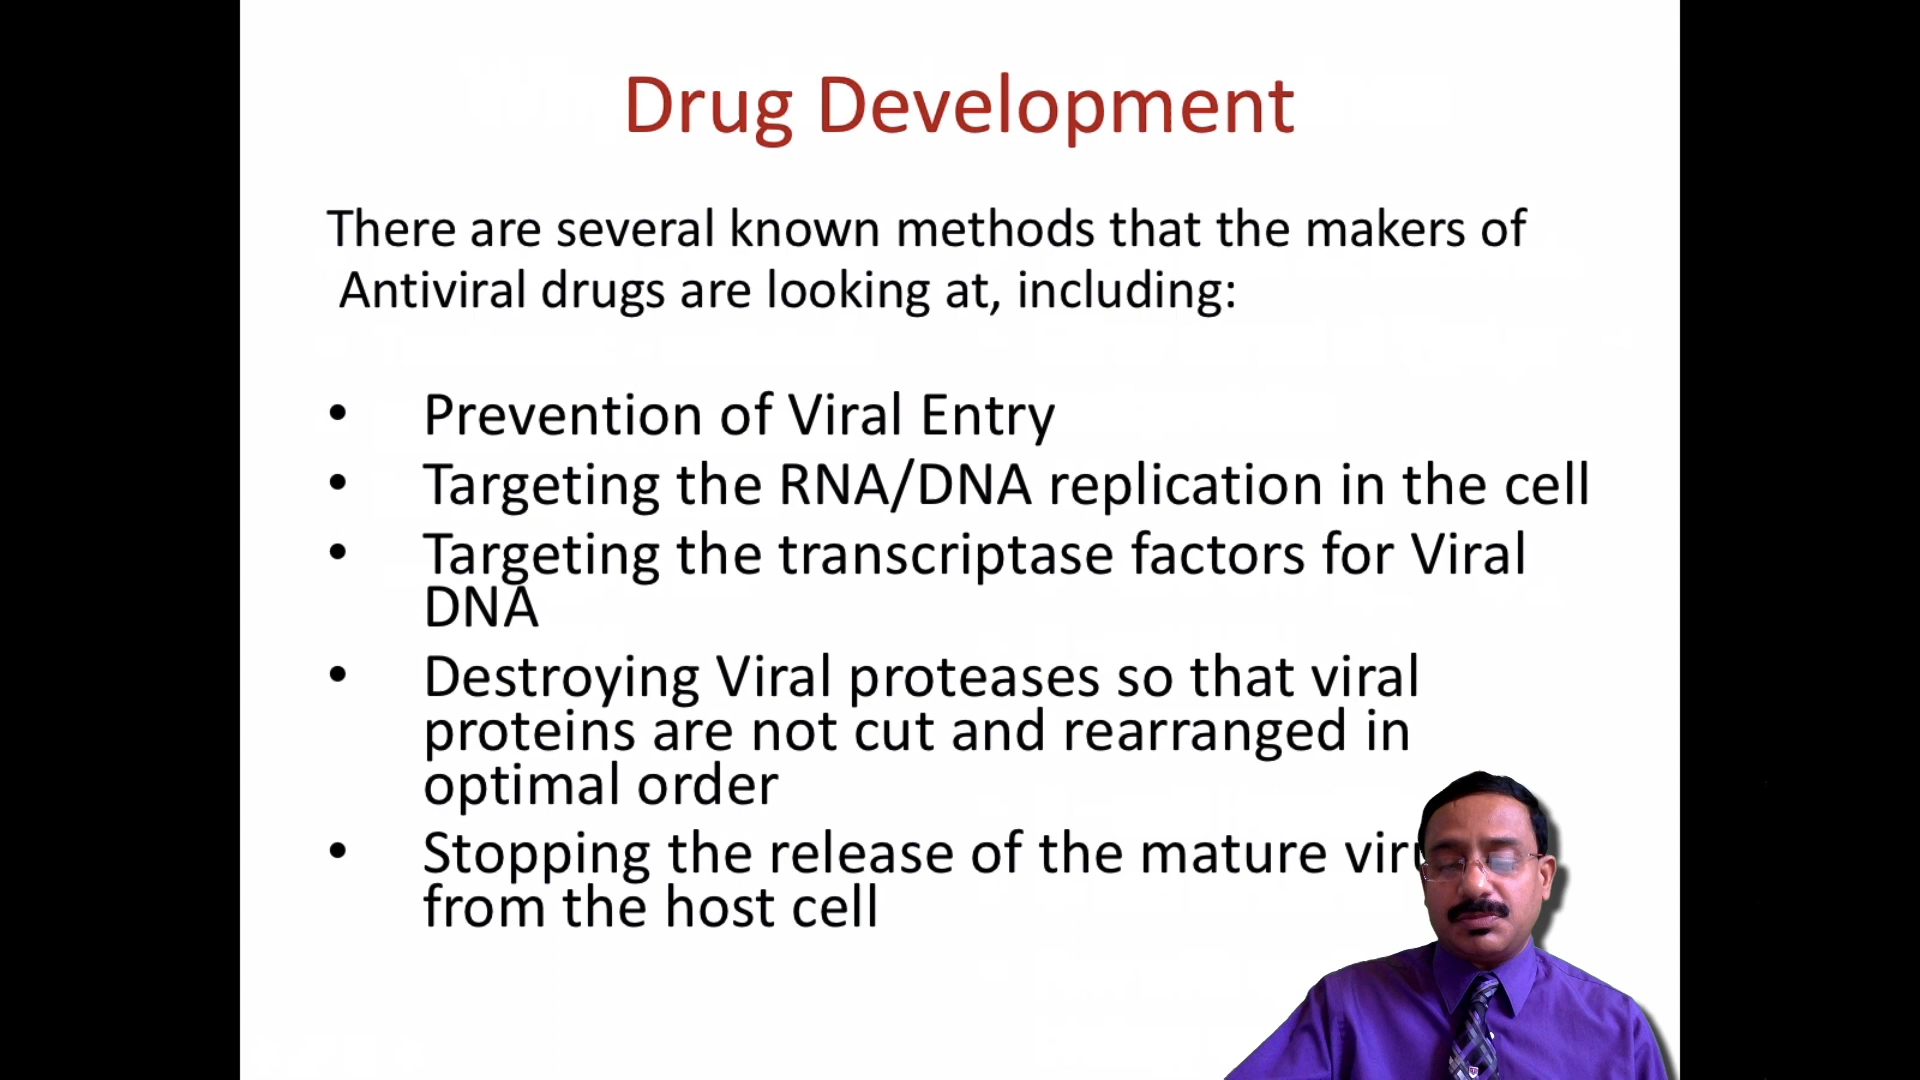 Drug Development
There are several known methods that the makers of
Antiviral drugs are looking at, including:
• Prevention of Viral Entry
• Targeting the RNA/DNA replication in the cell
• Targeting the transcriptase factors for Viral
DNA
• Destroying Viral proteases so that viral
proteins are not cut and rearranged in
optimal order
• Stopping the release of the mature
from the host cell